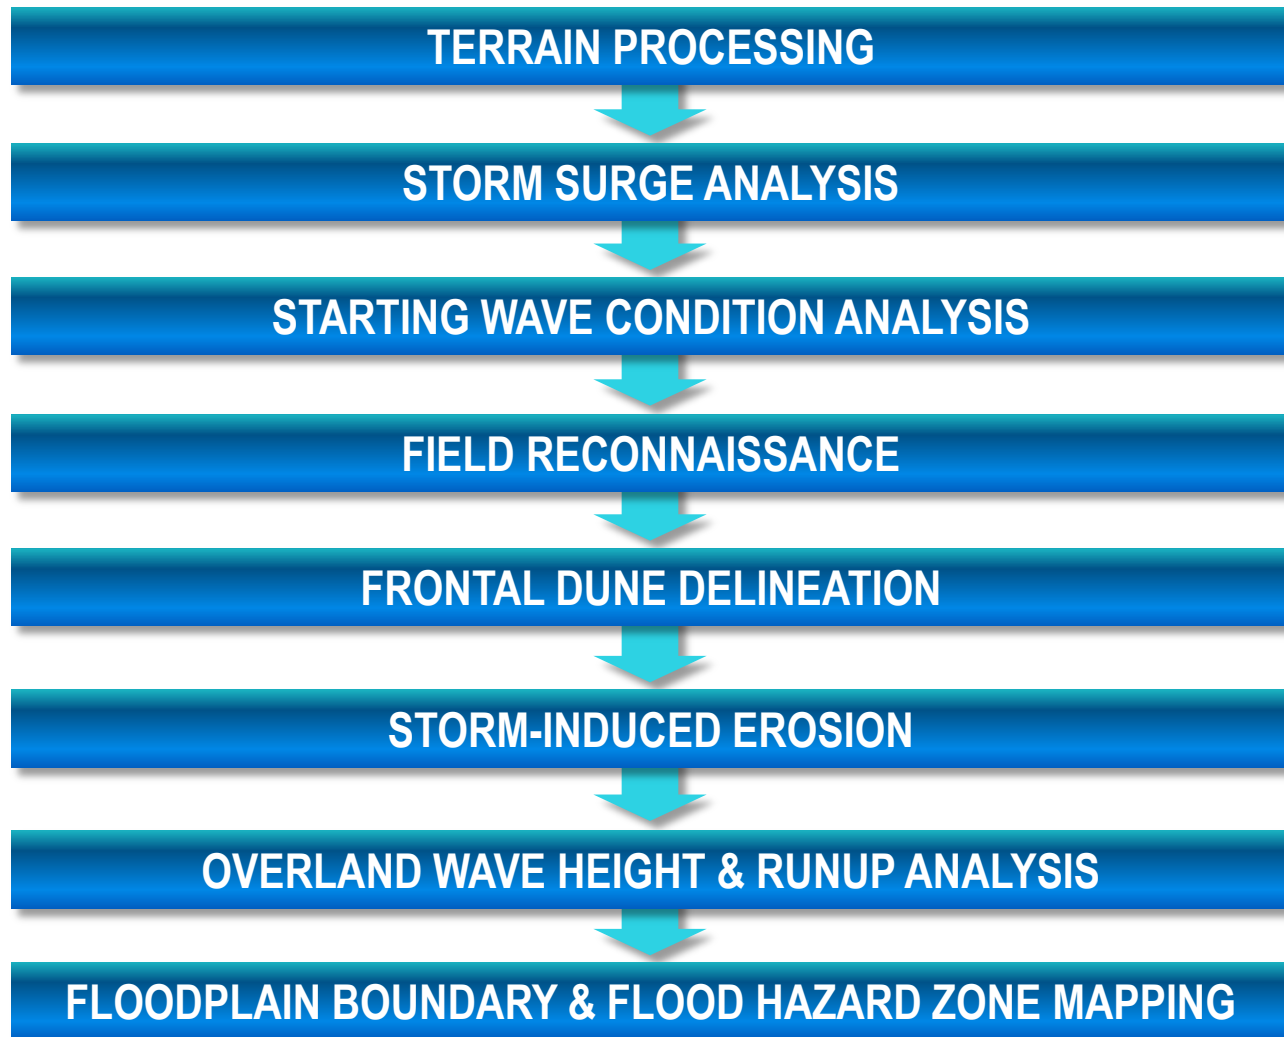 TERRAIN PROCESSING
STORM SURGE ANALYSIS
STARTING WAVE CONDITION ANALYSIS
FIELD RECONNAISSANCE
FRONTAL DUNE DELINEATION
STORM-INDUCED EROSION
OVERLAND WAVE HEIGHT & RUNUP ANALYSIS
FLOODPLAIN BOUNDARY & FLOOD HAZARD ZONE MAPPING